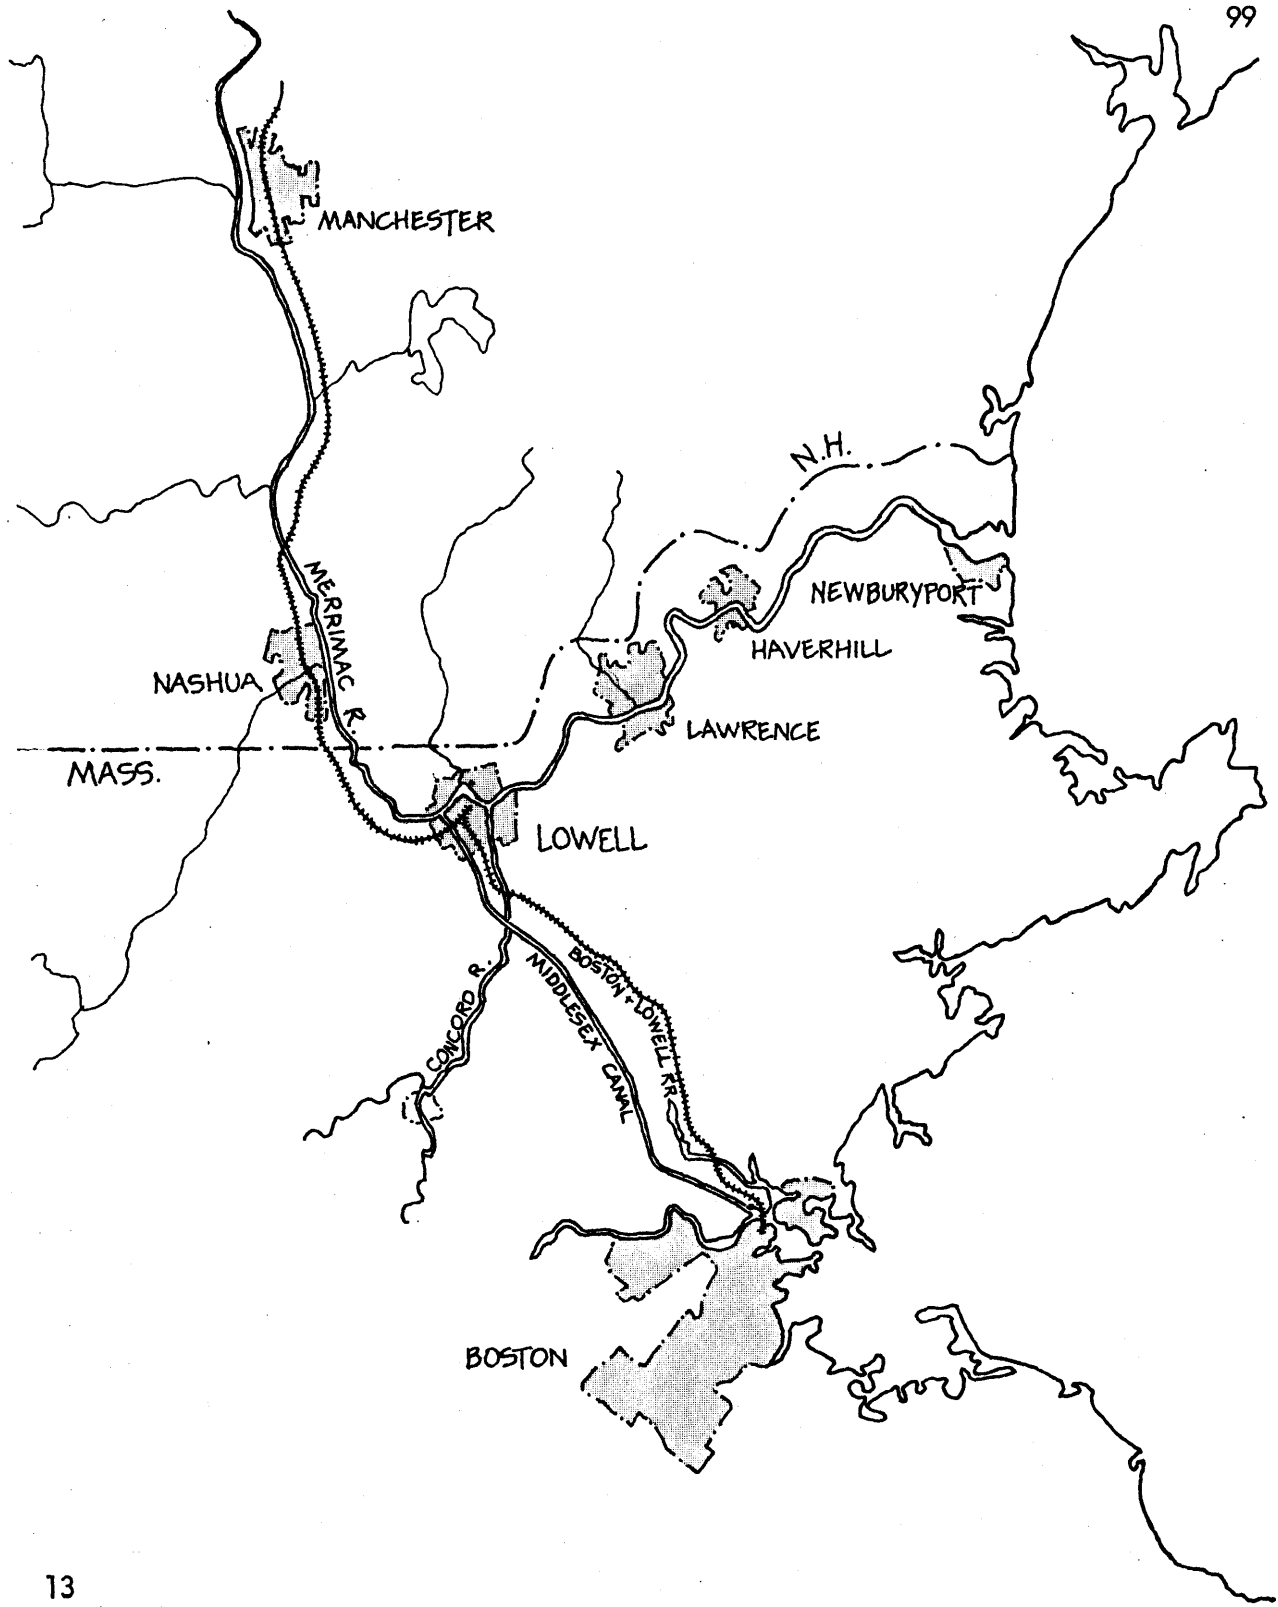 99
MANCHESTER
N.H.
MERRIMAC R.
NEWBURYPORT
HAVERHILL
NASHUA
LAWRENCE
MASS.
LOWELL
BOSTON + LOWELL RR
MIDDLESEX CANAL
CONCORD R.
BOSTON
13